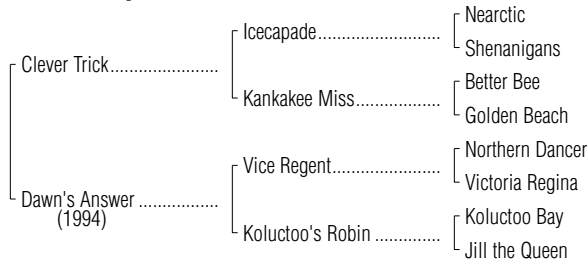 Nearctic
Icecapade....................
Shenanigans
Clever Trick......................
Better Bee
Kankakee Miss................
Golden Beach
Northern Dancer
Vice Regent.....................
Victoria Regina
Dawn's Answer ................
(1994)
Koluctoo Bay
Koluctoo's Robin .............
Jill the Queen